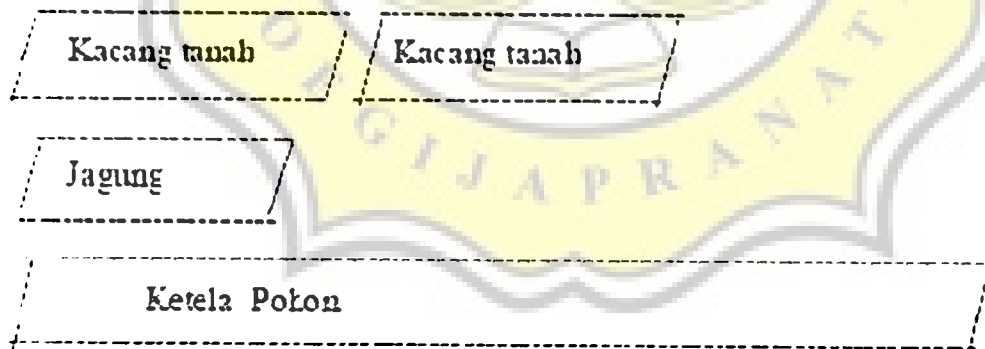 Kacang tanah Kacang tanah
Jagung
Ketela Pohon
O E G I J A P R A N A T